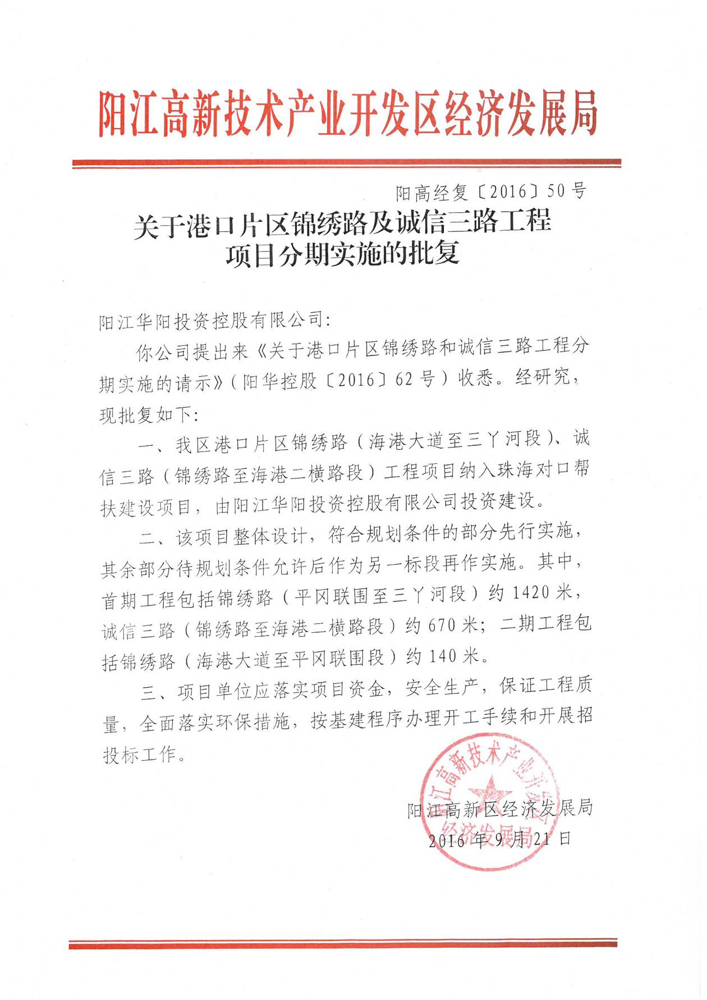 阳江高新技术产业开发区经济发展局
阳高经复〔2016〕50号
关于港口片区锦绣路及诚信三路工程
项目分期实施的批复
阳江华阳投资控股有限公司:
你公司提出来《关于港口片区锦绣路和诚信三路工程分
期实施的请示》(阳华控股〔2016〕62号)收悉。经研究,
现批复如下:
一、我区港口片区锦绣路(海港大道至三丫河段)、诚
信三路(锦绣路至海港二横路段)工程项目纳入珠海对口帮
扶建设项目,由阳江华阳投资控股有限公司投资建设。
二、该项目整体设计,符合规划条件的部分先行实施,
其余部分待规划条件允许后作为另一标段再作实施。其中,
首期工程包括锦绣路(平冈联围至三丫河段)约1420米,
诚信三路(锦绣路至海港二横路段)约670米;二期工程包
括锦绣路(海港大道至平冈联围段)约140米。
三、项目单位应落实项目资金,安全生产,保证工程质
量,全面落实环保措施,按基建程序办理开工手续和开展招
投标工作。
阳江高新技术产业开发区
经济发展局
阳江高新区经济发展局
2016年9月21日